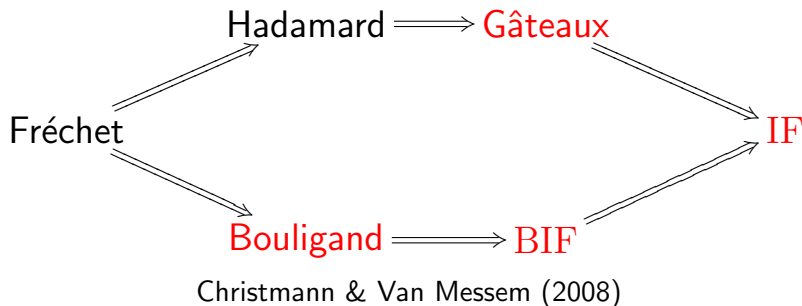 Hadamard Gâteaux
Fréchet IF
Bouligand BIF
Christmann & Van Messem (2008)